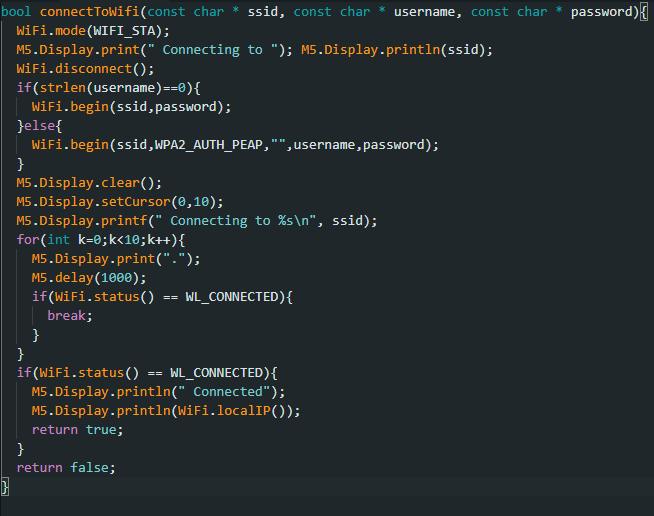 bool connectToWifi(const char * ssid, const char * username, const char * password){
  WiFi.mode(WIFI_STA);
  M5.Display.print(" Connecting to "); M5.Display.println(ssid);
  WiFi.disconnect();
  if(strlen(username)==0){
    WiFi.begin(ssid,password);
  }else{
    WiFi.begin(ssid,WPA2_AUTH_PEAP,"",username,password);
  }
  M5.Display.clear();
  M5.Display.setCursor(0,10);
  M5.Display.printf(" Connecting to %s\n", ssid);
  for(int k=0;k<10;k++){
    M5.Display.print(".");
    M5.delay(1000);
    if(WiFi.status() == WL_CONNECTED){
      break;
    }
  }
  if(WiFi.status() == WL_CONNECTED){
    M5.Display.println(" Connected");
    M5.Display.println(WiFi.localIP());
    return true;
  }
  return false;
}